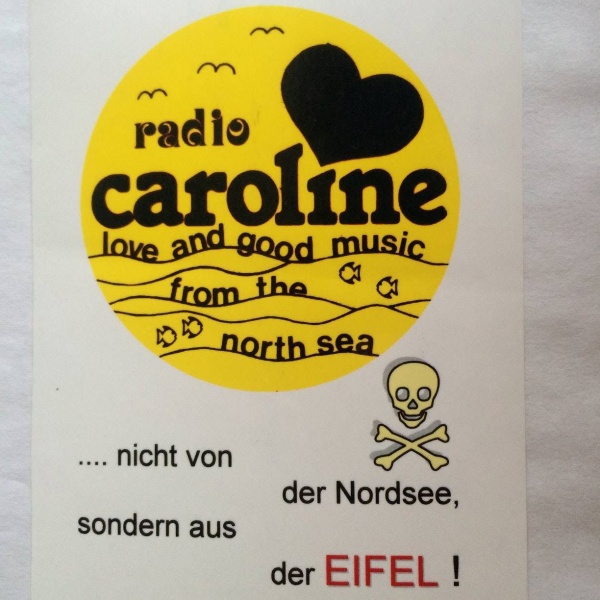 radio
caroline
love and good music
from the
north sea
.... nicht von
der Nordsee,
sondern aus
der EIFEL !